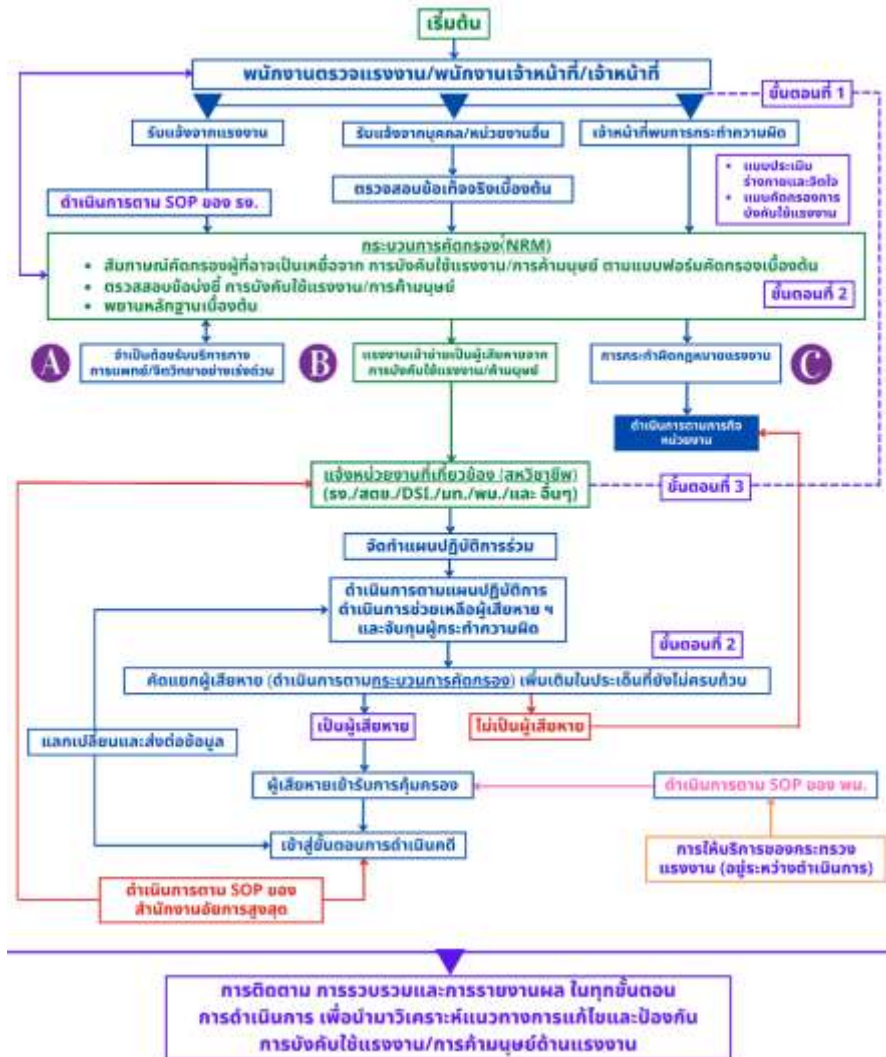 เริ่มต้น
พนักงานตรวจแรงงาน/พนักงานเจ้าหน้าที่/เจ้าหน้าที่
ขั้นตอนที่ 1
รับแจ้งจากแรงงาน
รับแจ้งจากบุคคล/หน่วยงานอื่น
เจ้าหน้าที่พบการกระทำความผิด
ดำเนินการตาม SOP ของ รง.
ตรวจสอบข้อเท็จจริงเบื้องต้น
• แบบประเมิน
ร่างกายและจิตใจ
• แบบคัดกรองการ
บังคับใช้แรงงาน
กระบวนการคัดกรอง(NRM)
• สัมภาษณ์คัดกรองผู้ที่อาจเป็นเหยื่อจาก การบังคับใช้แรงงาน/การค้ามนุษย์ ตามแบบฟอร์มคัดกรองเบื้องต้น
• ตรวสสอบข้อบ่งชี้ การบังคับใช้แรงงาน/การค้ามนุษย์
• พยานหลักฐานเบื้องต้น
ขั้นตอนที่ 2
A
จำเป็นต้องรับบริการทาง
การแพทย์/จิตวิทยาอย่างเร่งด่วน
B
แรงงานเข้าข่ายเป็นผู้เสียหายจาก
การบังคับใช้แรงงาน/ค้ามนุษย์
การกระทำผิดกฎหมายแรงงาน
C
ดำเนินการตามภารกิจ
หน่วยงาน
แจ้งหน่วยงานที่เกี่ยวข้อง (สหวิชาชีพ)
(รง./สตช./DSI./มท./พม./และ อื่นๆ)
ขั้นตอนที่ 3
จัดทำแผนปฏิบัติการร่วม
ดำเนินการตามแผนปฏิบัติการ
ดำเนินการช่วยเหลือผู้เสียหาย ฯ
และจับกุมผู้กระทำความผิด
ขั้นตอนที่ 2
คัดแยกผู้เสียหาย (ดำเนินการตามกระบวนการคัดกรอง) เพิ่มเติมในประเด็นที่ยังไม่ครบถ้วน
เป็นผู้เสียหาย
ไม่เป็นผู้เสียหาย
แลกเปลี่ยนและส่งต่อข้อมูล
ผู้เสียหายเข้ารับการคุ้มครอง
ดำเนินการตาม SOP ของ พม.
เข้าสู่ขั้นตอนการดำเนินคดี
การให้บริการของกระทรวง
แรงงาน (อยู่ระหว่างดำเนินการ)
ดำเนินการตาม SOP ของ
สำนักงานอัยการสูงสุด
การติดตาม การรวบรวมและการรายงานผล ในทุกขั้นตอน
การดำเนินการ เพื่อนำมาวิเคราะห์แนวทางการแก้ไขและป้องกัน
การบังคับใช้แรงงาน/การค้ามนุษย์ด้านแรงงาน